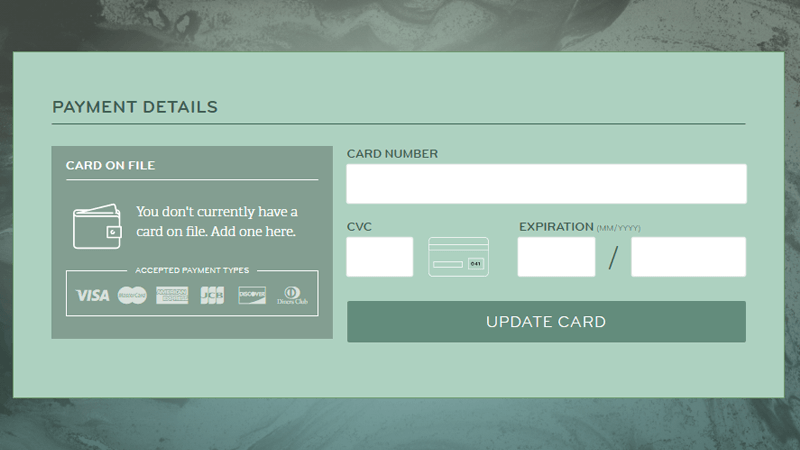 PAYMENT DETAILS
CARD ON FILE
You don't currently have a
card on file. Add one here.
ACCEPTED PAYMENT TYPES
VISA MasterCard AMERICAN EXPRESS JCB DISCOVER Diners Club
CARD NUMBER
CVC
041
EXPIRATION (MM/YYYY)
/
UPDATE CARD